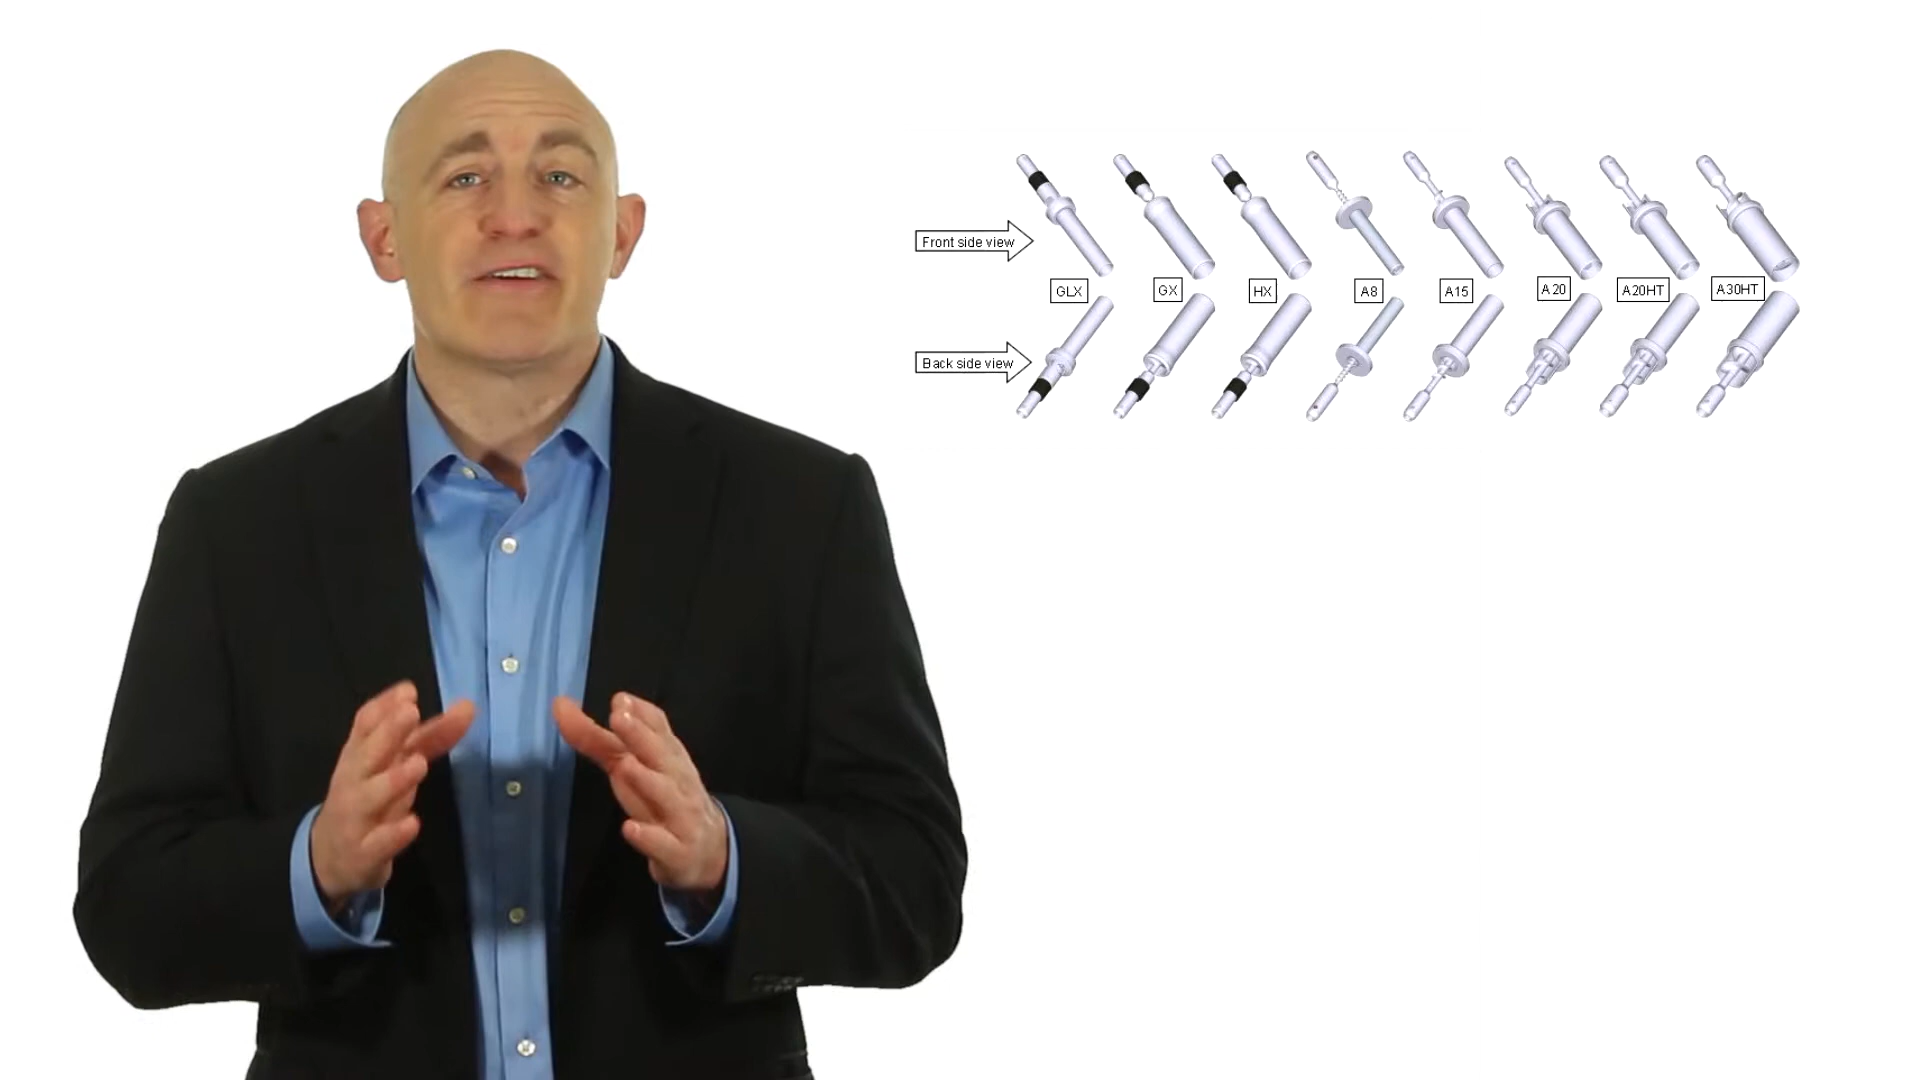 Front side view
GLX
GX
HX
A8
A15
A20
A20HT
A30HT
Back side view